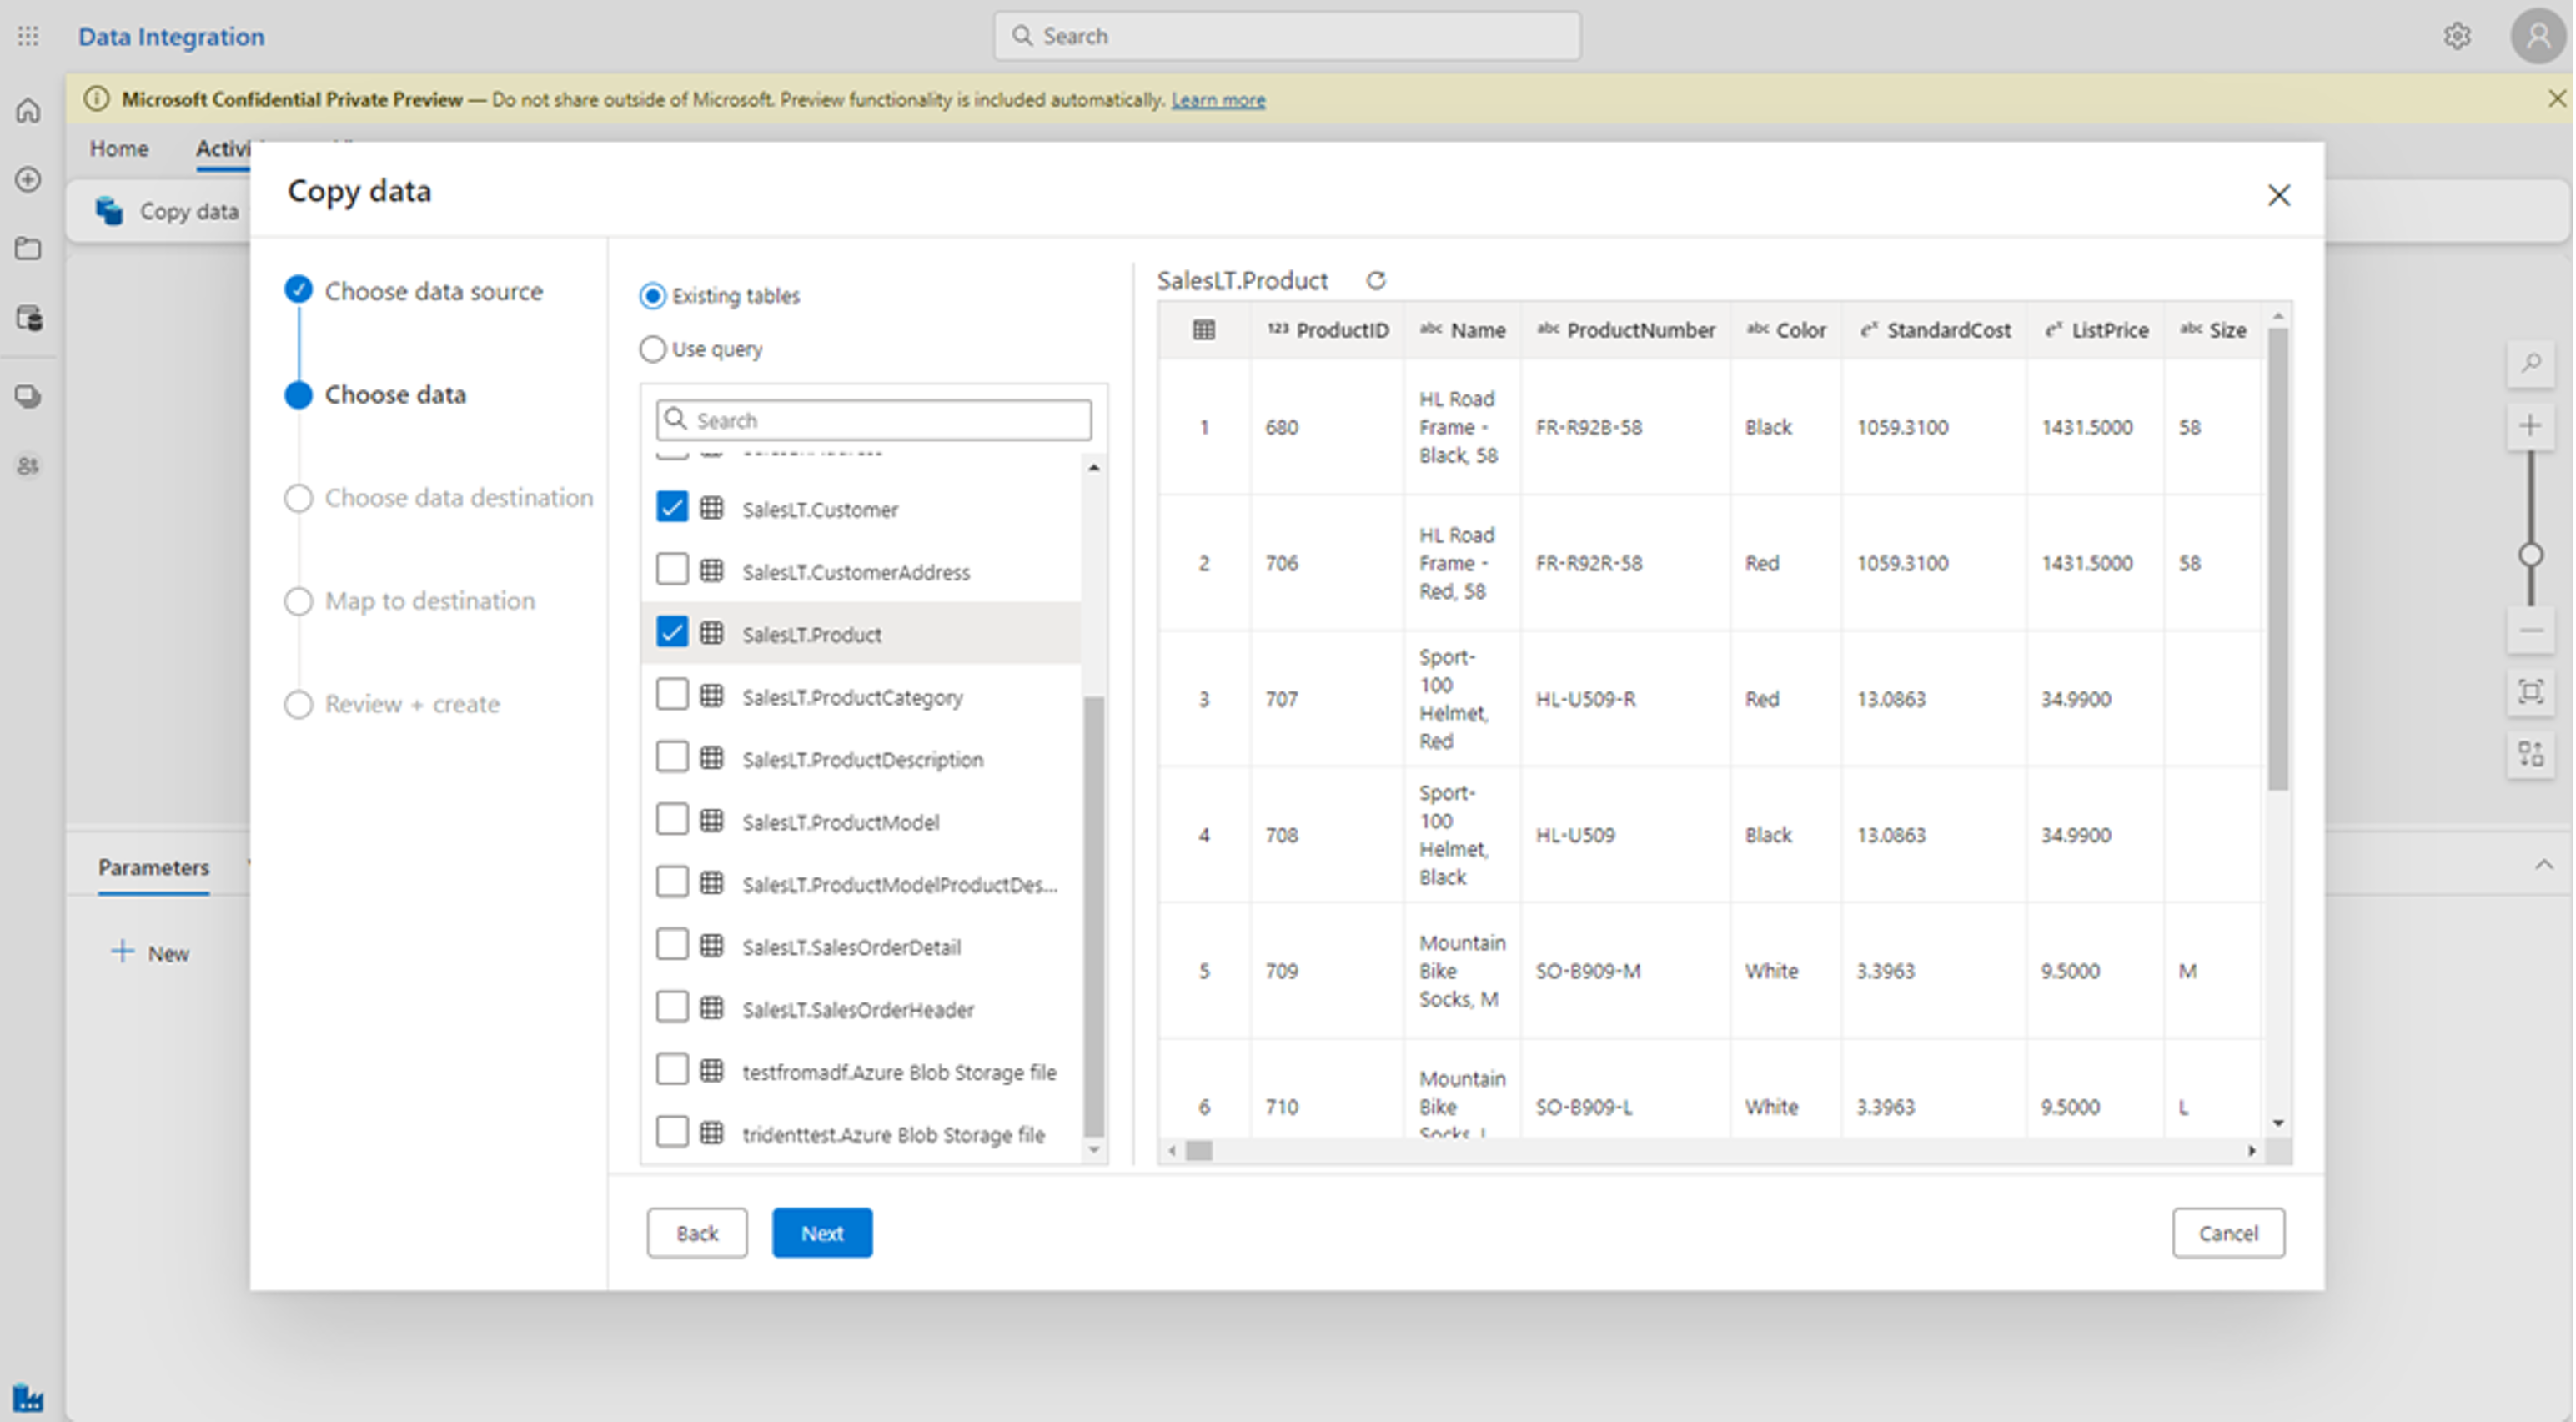 Data Integration
Search
Microsoft Confidential Private Preview — Do not share outside of Microsoft. Preview functionality is included automatically. Learn more
Home
Copy data
Copy data
Choose data source
Choose data
Choose data destination
Map to destination
Review + create
Existing tables
Use query
Search
SalesLT.Customer
SalesLT.CustomerAddress
SalesLT.Product
SalesLT.ProductCategory
SalesLT.ProductDescription
SalesLT.ProductModel
SalesLT.ProductModelProductDes...
SalesLT.SalesOrderDetail
SalesLT.SalesOrderHeader
testfromadf.Azure Blob Storage file
tridenttest.Azure Blob Storage file
SalesLT.Product
123 ProductID abc Name abc ProductNumber abc Color eˣ StandardCost eˣ ListPrice abc Size
1 680 HL Road Frame - Black, 58 FR-R92B-58 Black 1059.3100 1431.5000 58
2 706 HL Road Frame - Red, 58 FR-R92R-58 Red 1059.3100 1431.5000 58
3 707 Sport-100 Helmet, Red HL-U509-R Red 13.0863 34.9900
4 708 Sport-100 Helmet, Black HL-U509 Black 13.0863 34.9900
5 709 Mountain Bike Socks, M SO-B909-M White 3.3963 9.5000 M
6 710 Mountain Bike Socks, L SO-B909-L White 3.3963 9.5000 L
Back
Next
Cancel
Parameters
New